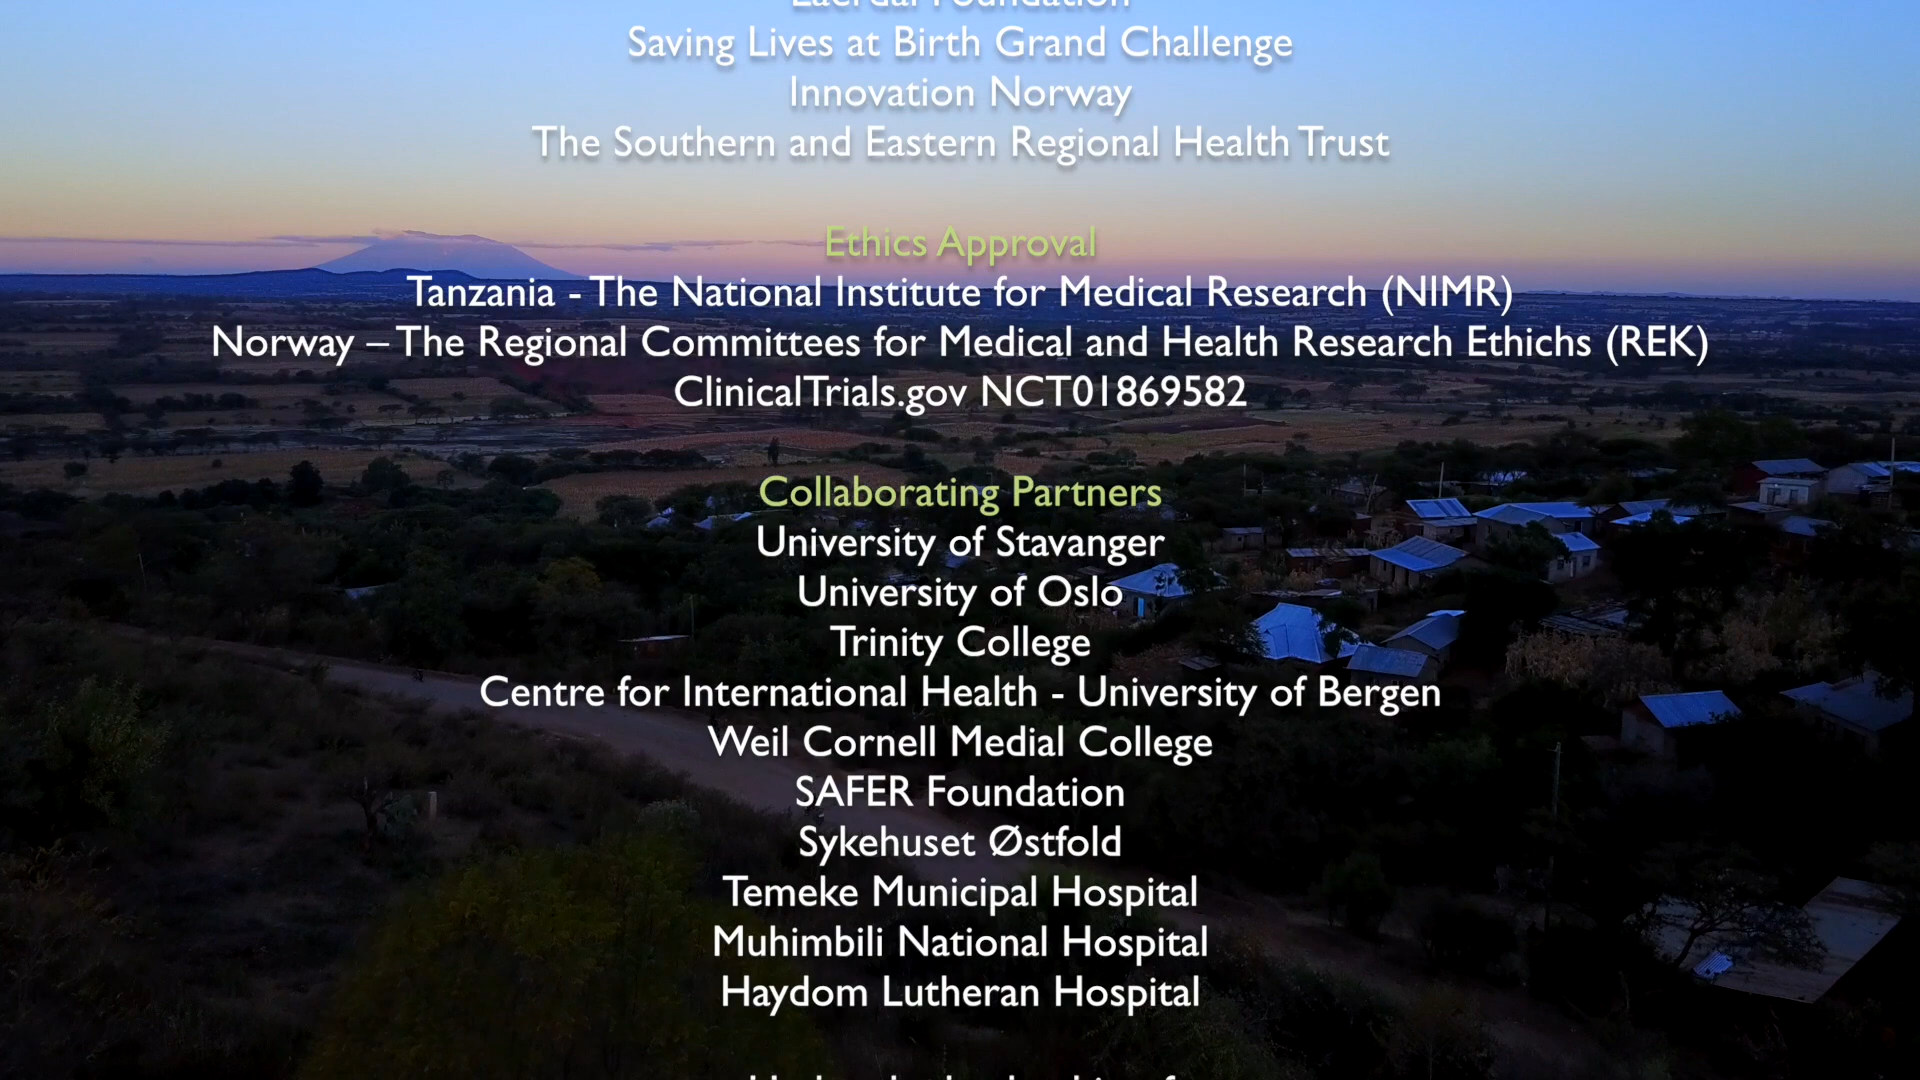 Laerdal Foundation
Saving Lives at Birth Grand Challenge
Innovation Norway
The Southern and Eastern Regional Health Trust
Ethics Approval
Tanzania - The National Institute for Medical Research (NIMR)
Norway – The Regional Committees for Medical and Health Research Ethichs (REK)
ClinicalTrials.gov NCT01869582
Collaborating Partners
University of Stavanger
University of Oslo
Trinity College
Centre for International Health - University of Bergen
Weil Cornell Medial College
SAFER Foundation
Sykehuset Østfold
Temeke Municipal Hospital
Muhimbili National Hospital
Haydom Lutheran Hospital